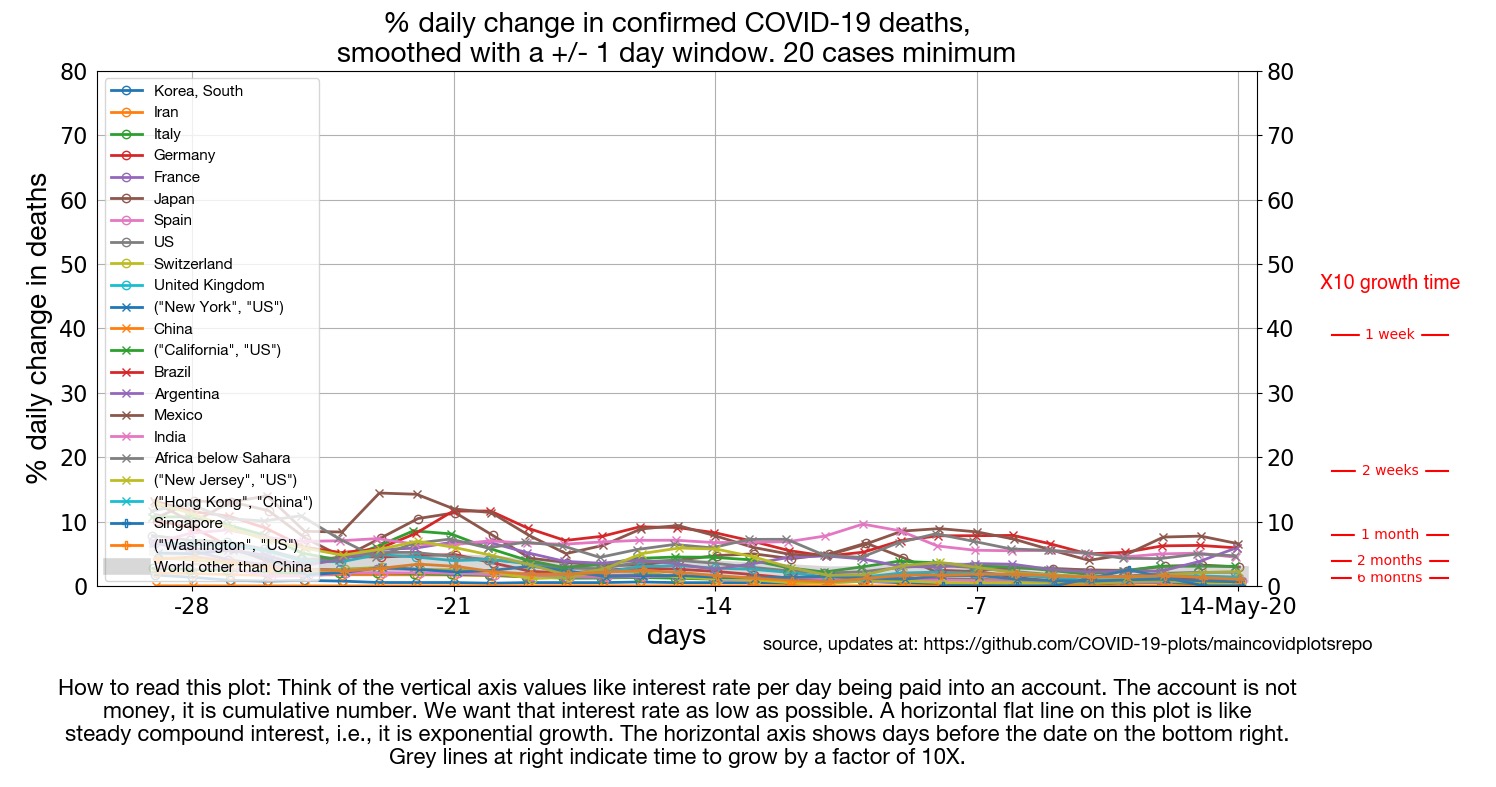 % daily change in confirmed COVID-19 deaths,
smoothed with a +/- 1 day window. 20 cases minimum
% daily change in deaths
80
70
60
50
40
30
20
10
0
Korea, South
Iran
Italy
Germany
France
Japan
Spain
US
Switzerland
United Kingdom
("New York", "US")
China
("California", "US")
Brazil
Argentina
Mexico
India
Africa below Sahara
("New Jersey", "US")
("Hong Kong", "China")
Singapore
("Washington", "US")
World other than China
80
70
60
50
40
30
20
10
0
X10 growth time
1 week
2 weeks
1 month
2 months
6 months
-28
-21
-14
-7
14-May-20
days
source, updates at: https://github.com/COVID-19-plots/maincovidplotsrepo
How to read this plot: Think of the vertical axis values like interest rate per day being paid into an account. The account is not
money, it is cumulative number. We want that interest rate as low as possible. A horizontal flat line on this plot is like
steady compound interest, i.e., it is exponential growth. The horizontal axis shows days before the date on the bottom right.
Grey lines at right indicate time to grow by a factor of 10X.